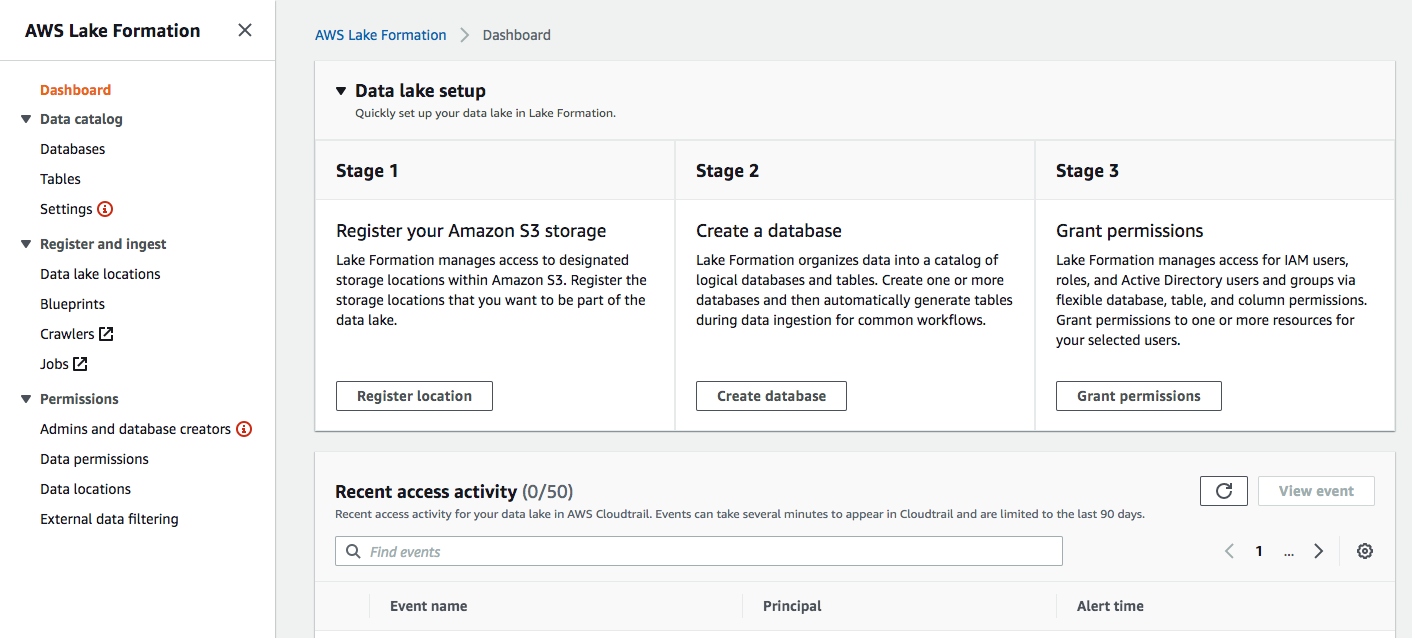 AWS Lake Formation
Dashboard
Data catalog
Databases
Tables
Settings
Register and ingest
Data lake locations
Blueprints
Crawlers
Jobs
Permissions
Admins and database creators
Data permissions
Data locations
External data filtering
AWS Lake Formation > Dashboard
Data lake setup
Quickly set up your data lake in Lake Formation.
Stage 1
Register your Amazon S3 storage
Lake Formation manages access to designated
storage locations within Amazon S3. Register the
storage locations that you want to be part of the
data lake.
Register location
Stage 2
Create a database
Lake Formation organizes data into a catalog of
logical databases and tables. Create one or more
databases and then automatically generate tables
during data ingestion for common workflows.
Create database
Stage 3
Grant permissions
Lake Formation manages access for IAM users,
roles, and Active Directory users and groups via
flexible database, table, and column permissions.
Grant permissions to one or more resources for
your selected users.
Grant permissions
Recent access activity (0/50)
Recent access activity for your data lake in AWS Cloudtrail. Events can take several minutes to appear in Cloudtrail and are limited to the last 90 days.
View event
Find events
1 ...
Event name Principal Alert time